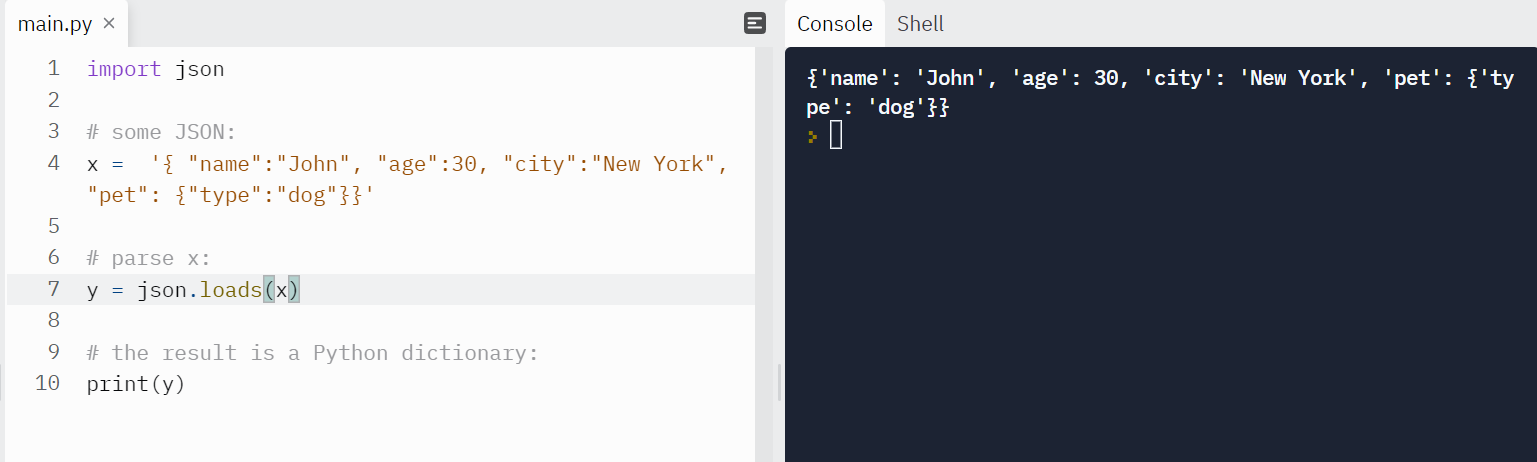 main.py ×
1 import json
2
3 # some JSON:
4 x =  '{ "name":"John", "age":30, "city":"New York",
"pet": {"type":"dog"}}'
5
6 # parse x:
7 y = json.loads(x)
8
9 # the result is a Python dictionary:
10 print(y)
Console Shell
{'name': 'John', 'age': 30, 'city': 'New York', 'pet': {'ty
pe': 'dog'}}
>